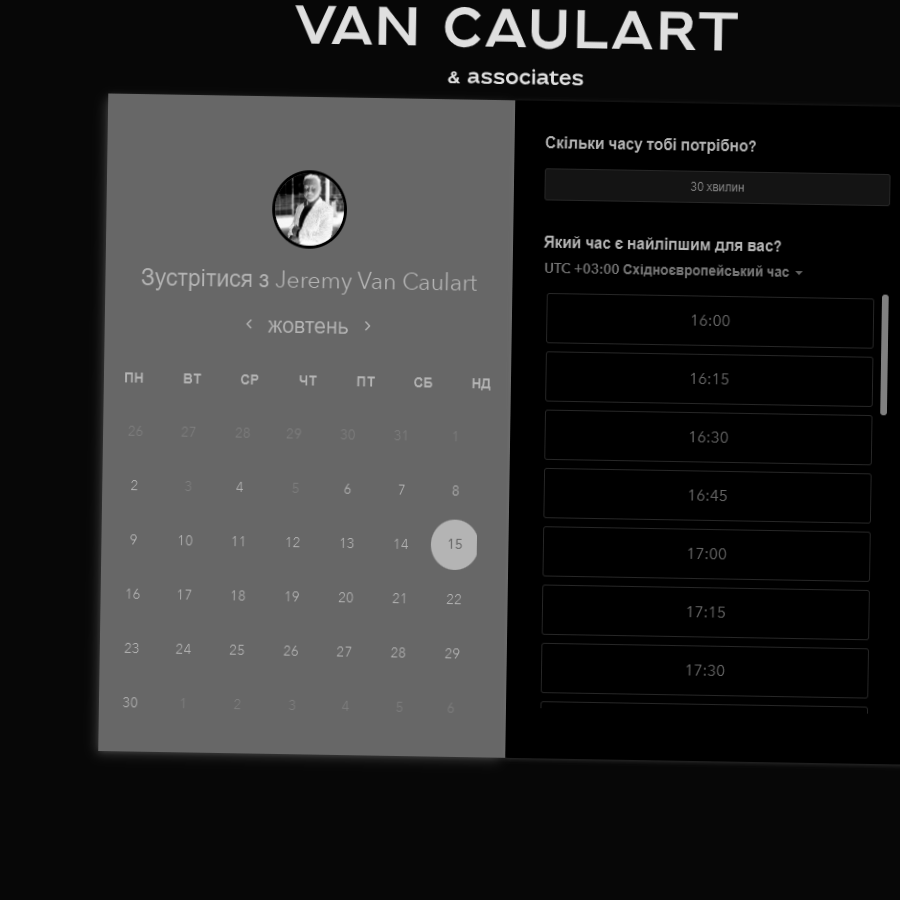 VAN CAULART
& associates
Зустрітися з Jeremy Van Caulart
‹ жовтень ›
ПН ВТ СР ЧТ ПТ СБ НД
26 27 28 29 30 31 1
2 3 4 5 6 7 8
9 10 11 12 13 14 15
16 17 18 19 20 21 22
23 24 25 26 27 28 29
30 1 2 3 4 5 6
Скільки часу тобі потрібно?
30 хвилин
Який час є найліпшим для вас?
UTC +03:00 Східноєвропейський час
16:00
16:15
16:30
16:45
17:00
17:15
17:30